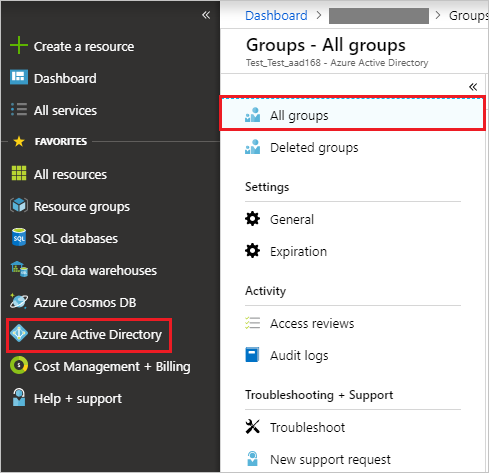 «
Create a resource
Dashboard
All services
FAVORITES
All resources
Resource groups
SQL databases
SQL data warehouses
Azure Cosmos DB
Azure Active Directory
Cost Management + Billing
Help + support
Dashboard > > Groups
Groups - All groups
Test_Test_aad168 - Azure Active Directory
«
All groups
Deleted groups
Settings
General
Expiration
Activity
Access reviews
Audit logs
Troubleshooting + Support
Troubleshoot
New support request